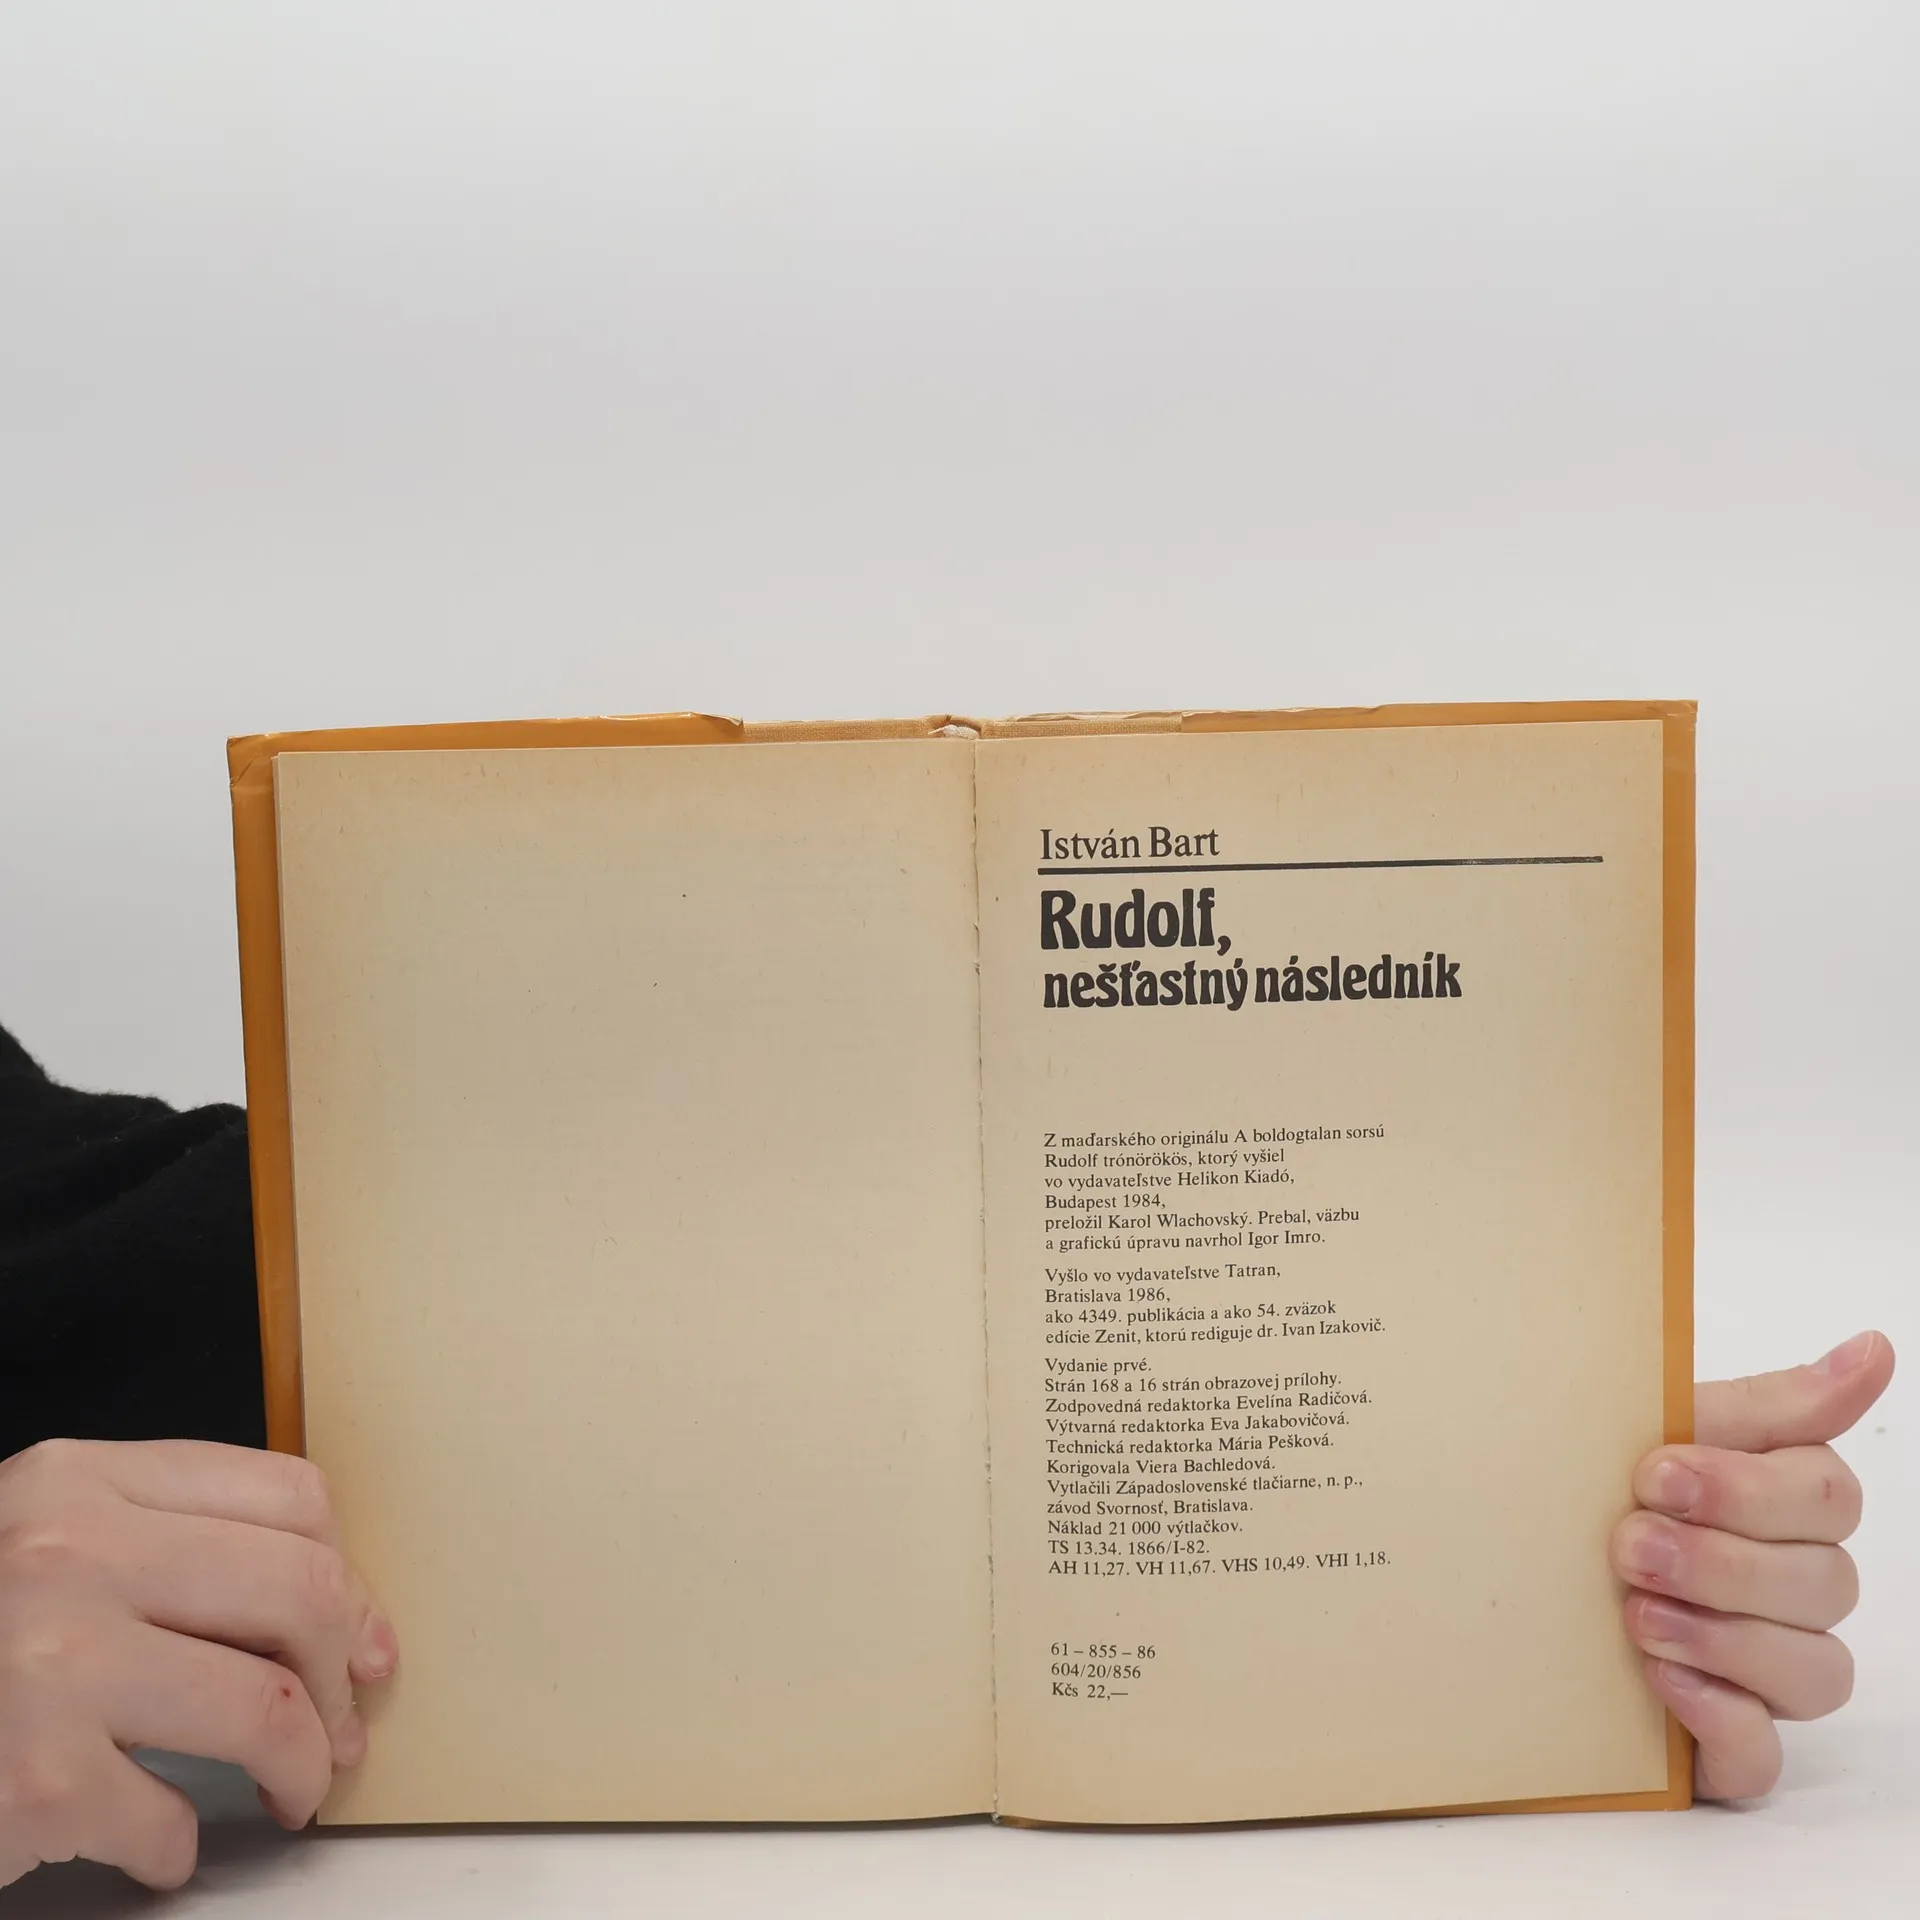 István Bart
Rudolf,
nešťastný následník
Z maďarského originálu A boldogtalan sorsú
Rudolf trónörökös, ktorý vyšiel
vo vydavateľstve Helikon Kiadó,
Budapest 1984,
preložil Karol Wlachovský. Prebal, väzbu
a grafickú úpravu navrhol Igor Imro.
Vyšlo vo vydavateľstve Tatran,
Bratislava 1986,
ako 4349. publikácia a ako 54. zväzok
edície Zenit, ktorú rediguje dr. Ivan Izakovič.
Vydanie prvé.
Strán 168 a 16 strán obrazovej prílohy.
Zodpovedná redaktorka Evelína Radičová.
Výtvarná redaktorka Eva Jakabovičová.
Technická redaktorka Mária Pešková.
Korigovala Viera Bachledová.
Vytlačili Západoslovenské tlačiarne, n. p.,
závod Svornosť, Bratislava.
Náklad 21 000 výtlačkov.
TS 13.34. 1866/I-82.
AH 11,27. VH 11,67. VHS 10,49. VHI 1,18.
61 – 855 – 86
604/20/856
Kčs 22,—